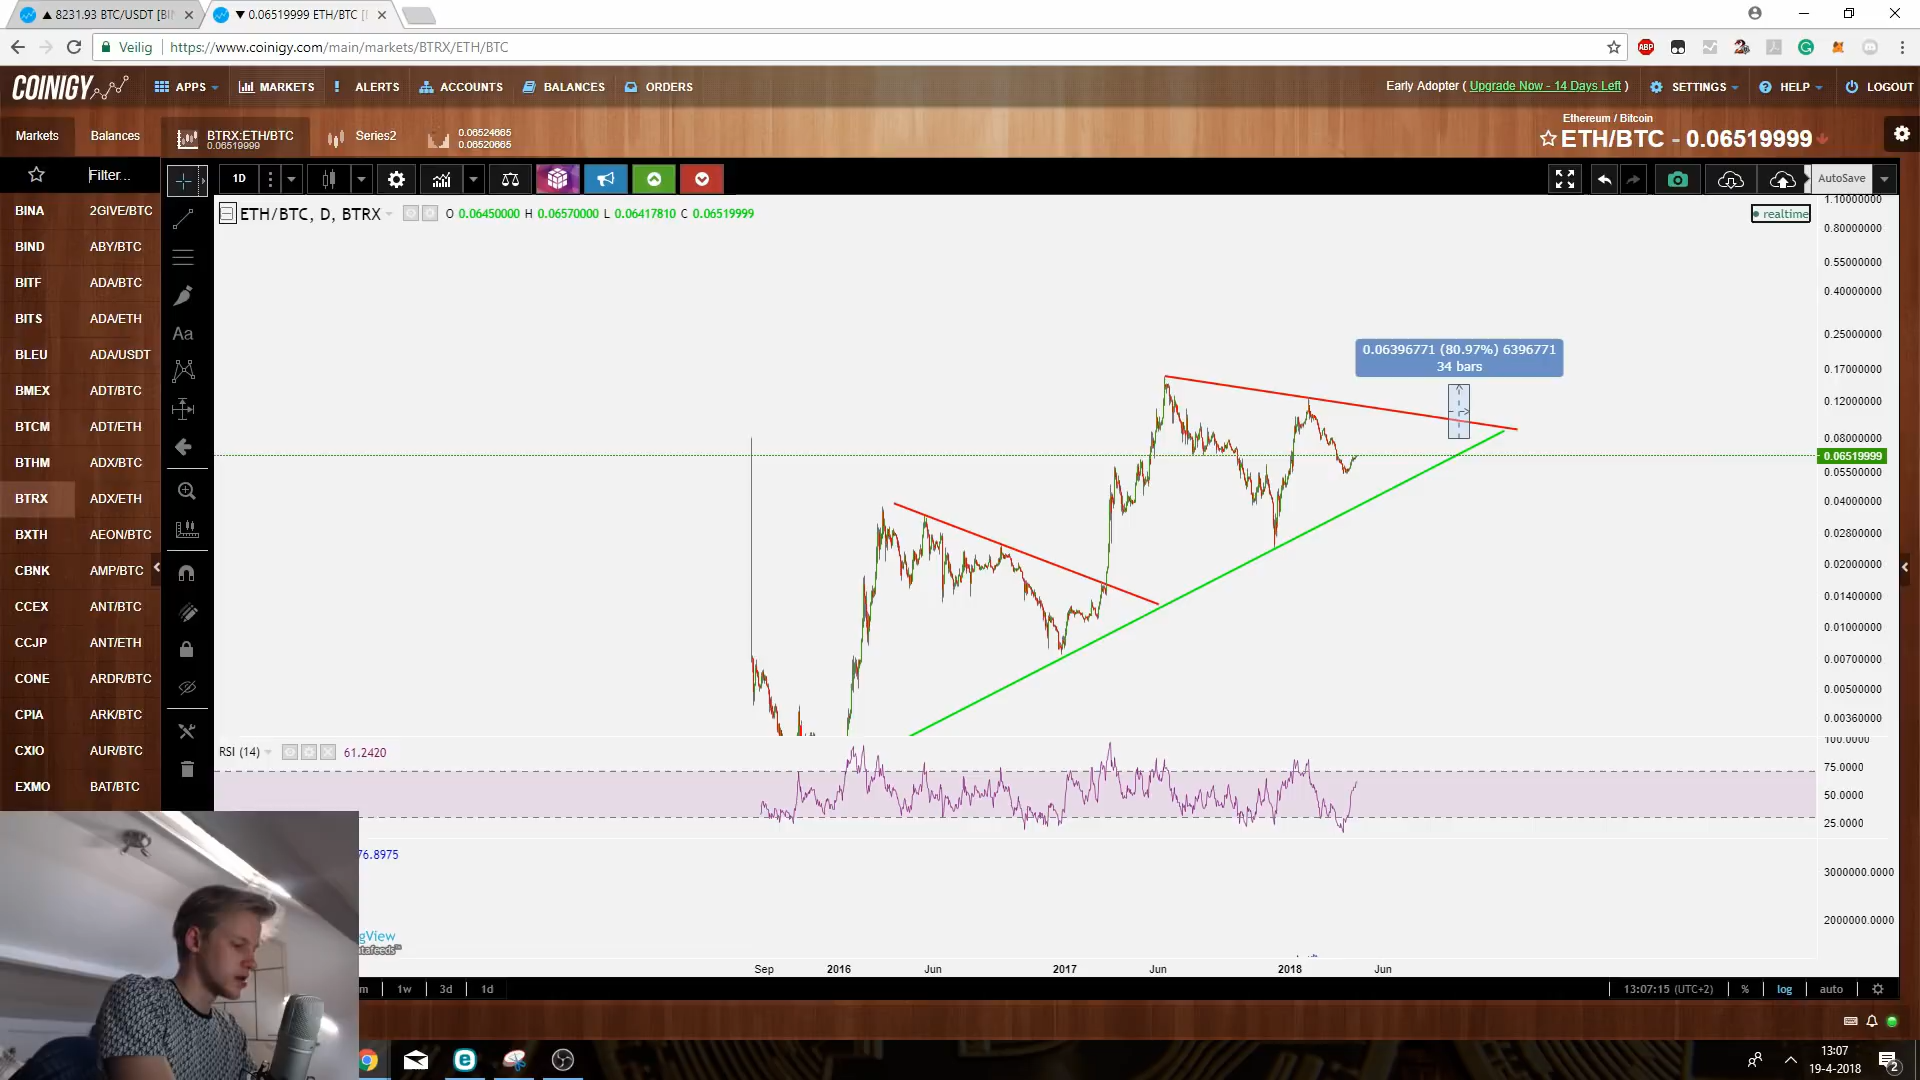 ▲ 8231.93 BTC/USDT [BI
▼ 0.06519999 ETH/BTC [
Veilig
https://www.coinigy.com/main/markets/BTRX/ETH/BTC
COINIGY
APPS
MARKETS
ALERTS
ACCOUNTS
BALANCES
ORDERS
Early Adopter ( Upgrade Now - 14 Days Left )
SETTINGS
HELP
LOGOUT
Markets
Balances
BTRX:ETH/BTC
0.06519999
Series2
0.06524665
0.06520665
Ethereum / Bitcoin
ETH/BTC - 0.06519999
Filter...
1D
AutoSave
BINA 2GIVE/BTC
BIND ABY/BTC
BITF ADA/BTC
BITS ADA/ETH
BLEU ADA/USDT
BMEX ADT/BTC
BTCM ADT/ETH
BTHM ADX/BTC
BTRX ADX/ETH
BXTH AEON/BTC
CBNK AMP/BTC
CCEX ANT/BTC
CCJP ANT/ETH
CONE ARDR/BTC
CPIA ARK/BTC
CXIO AUR/BTC
EXMO BAT/BTC
Aa
ETH/BTC, D, BTRX
O 0.06450000 H 0.06570000 L 0.06417810 C 0.06519999
realtime
0.06396771 (80.97%) 6396771
34 bars
1.10000000
0.80000000
0.55000000
0.40000000
0.25000000
0.17000000
0.12000000
0.08000000
0.06519999
0.05500000
0.04000000
0.02800000
0.02000000
0.01400000
0.01000000
0.00700000
0.00500000
0.00360000
RSI (14)
61.2420
100.0000
75.0000
50.0000
25.0000
76.8975
3000000.0000
2000000.0000
gView
atafeeds
Sep
2016
Jun
2017
Jun
2018
Jun
m
1w
3d
1d
13:07:15 (UTC+2)
%
log
auto
13:07
19-4-2018
2